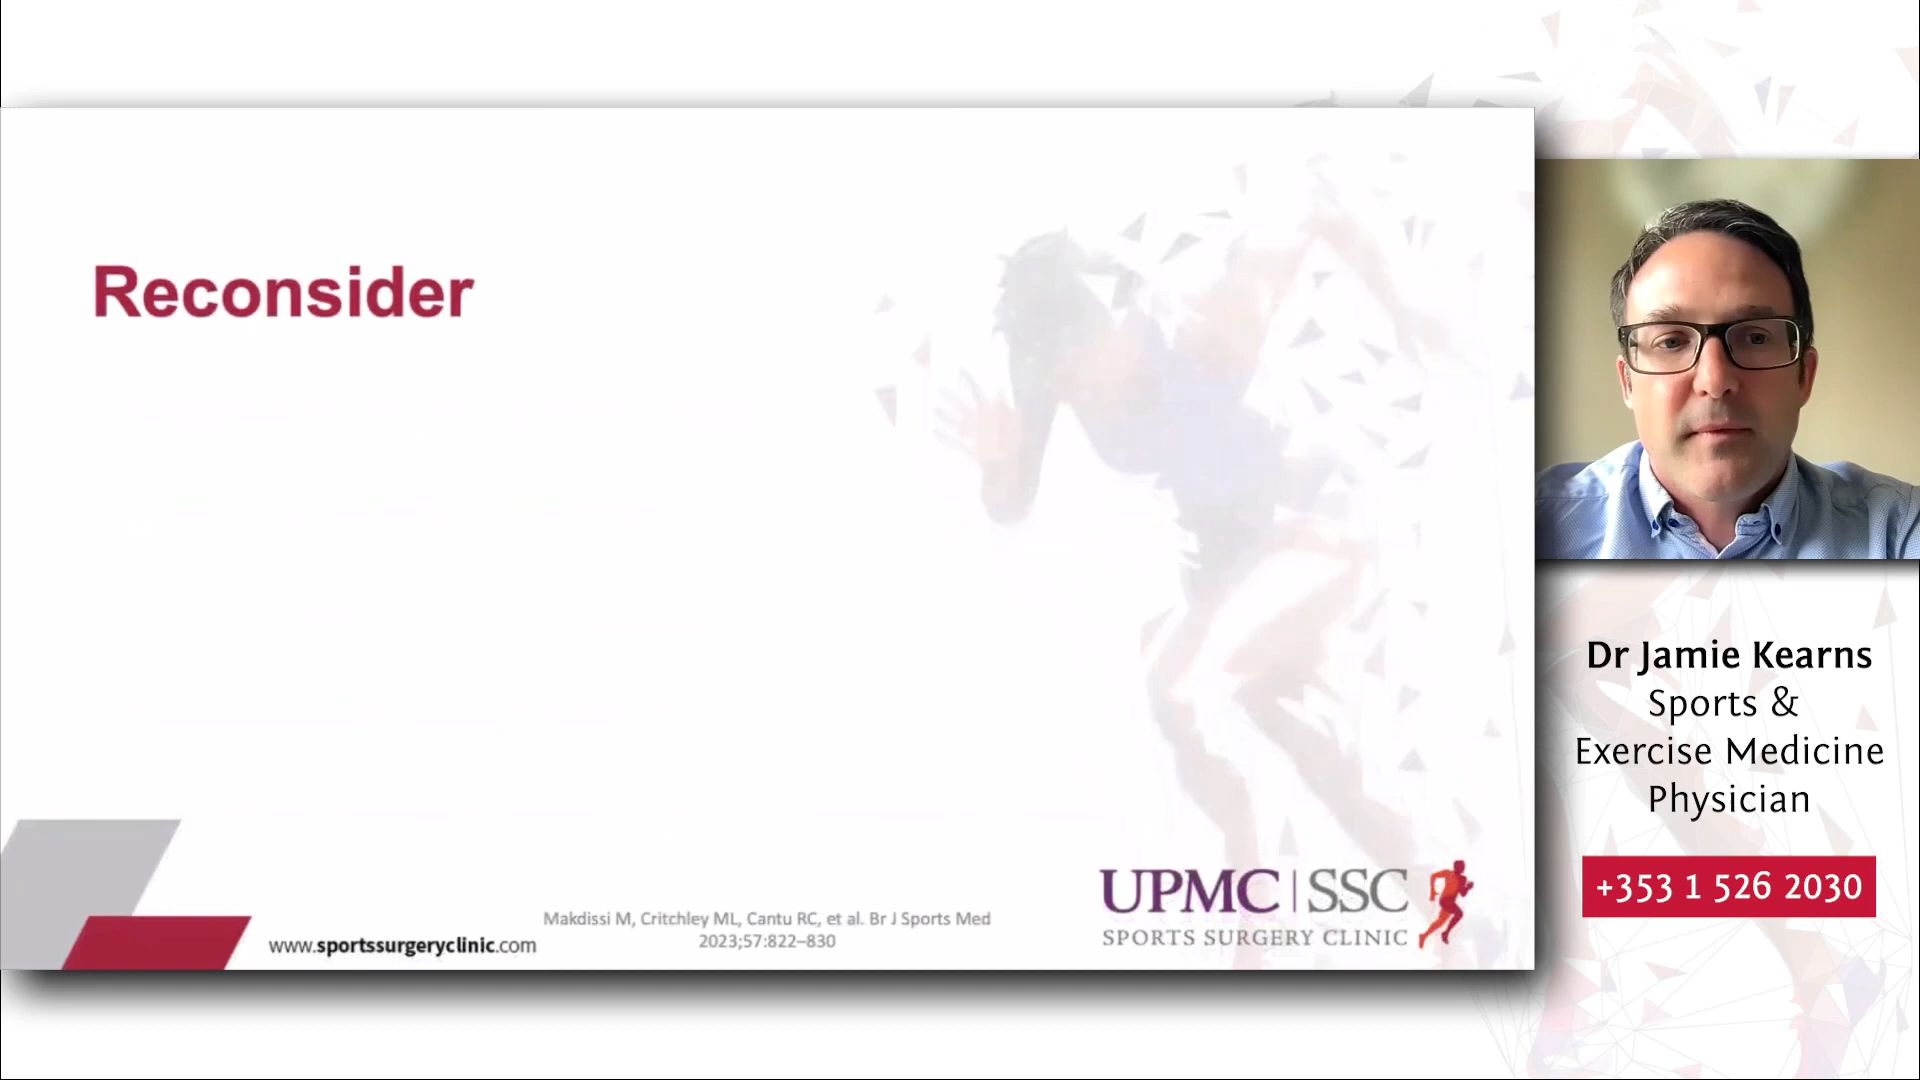 Reconsider
www.sportssurgeryclinic.com
Makdissi M, Critchley ML, Cantu RC, et al. Br J Sports Med
2023;57:822–830
UPMC | SSC
SPORTS SURGERY CLINIC
Dr Jamie Kearns
Sports &
Exercise Medicine
Physician
+353 1 526 2030